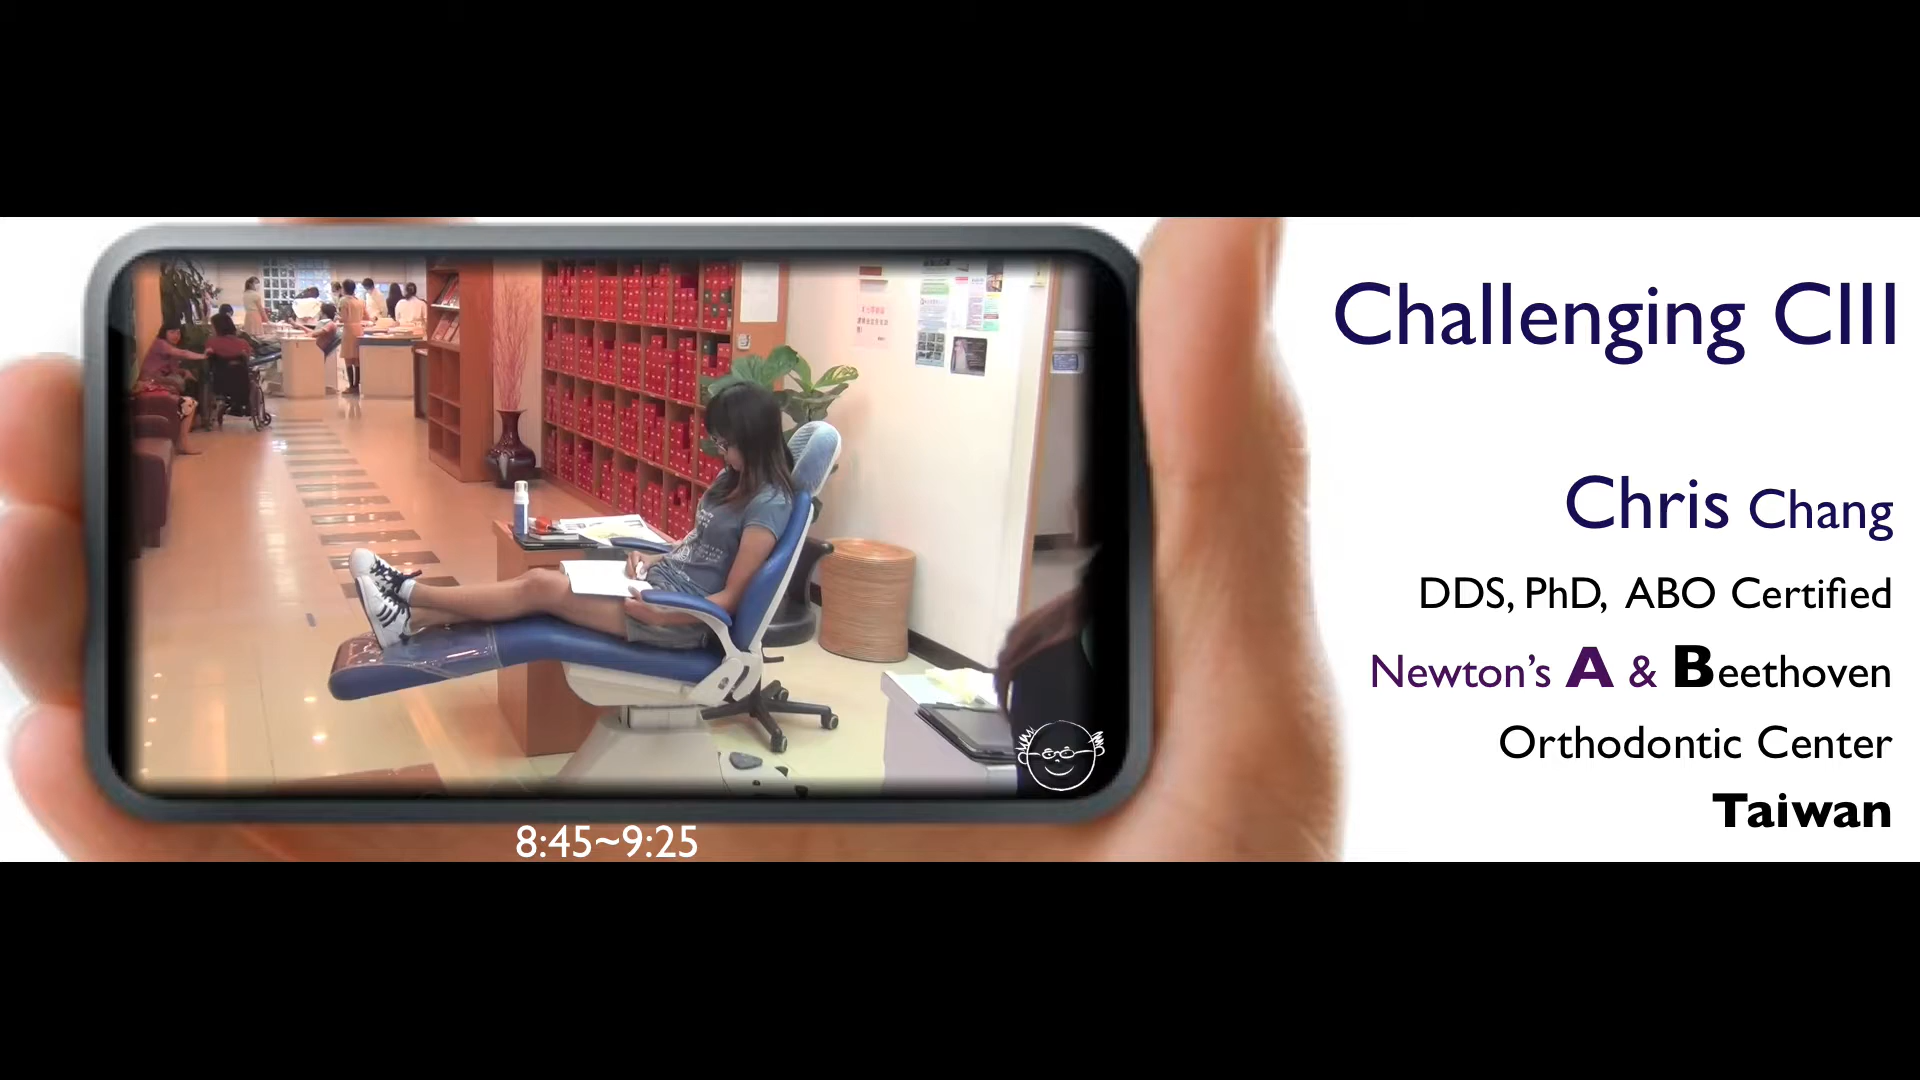 Challenging CIII
Chris Chang
DDS, PhD, ABO Certified
Newton's A & Beethoven
Orthodontic Center
Taiwan
8:45~9:25